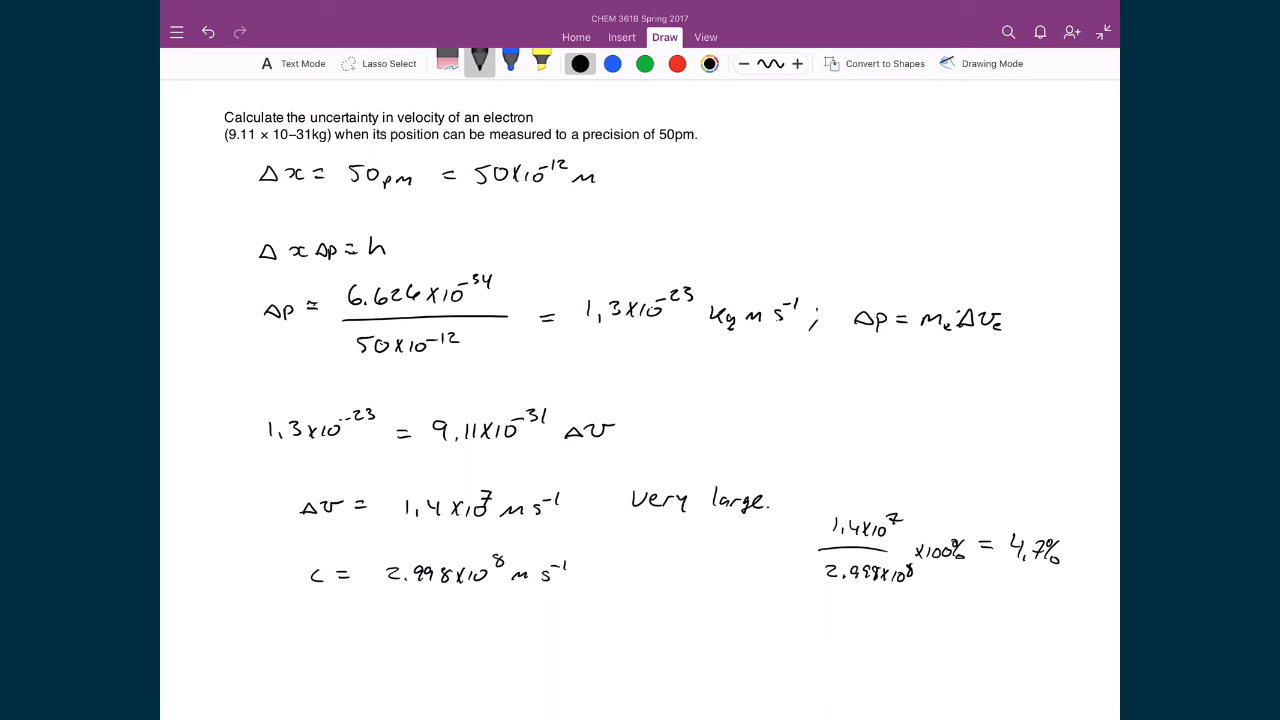 CHEM 361B Spring 2017
Home Insert Draw View
Text Mode Lasso Select Convert to Shapes Drawing Mode
Calculate the uncertainty in velocity of an electron
(9.11 × 10–31kg) when its position can be measured to a precision of 50pm.
Δx = 50pm = 50×10⁻¹² m
Δx Δp = h
Δp ≈ 6.626×10⁻³⁴ / 50×10⁻¹² = 1,3×10⁻²³ kg m s⁻¹ ; Δp = mₑ·Δvₑ
1,3×10⁻²³ = 9,11×10⁻³¹ Δv
Δv = 1,4×10⁷ m s⁻¹ very large.
1,4×10⁷ / 2.998×10⁸ ×100% = 4,7%
c = 2.998×10⁸ m s⁻¹